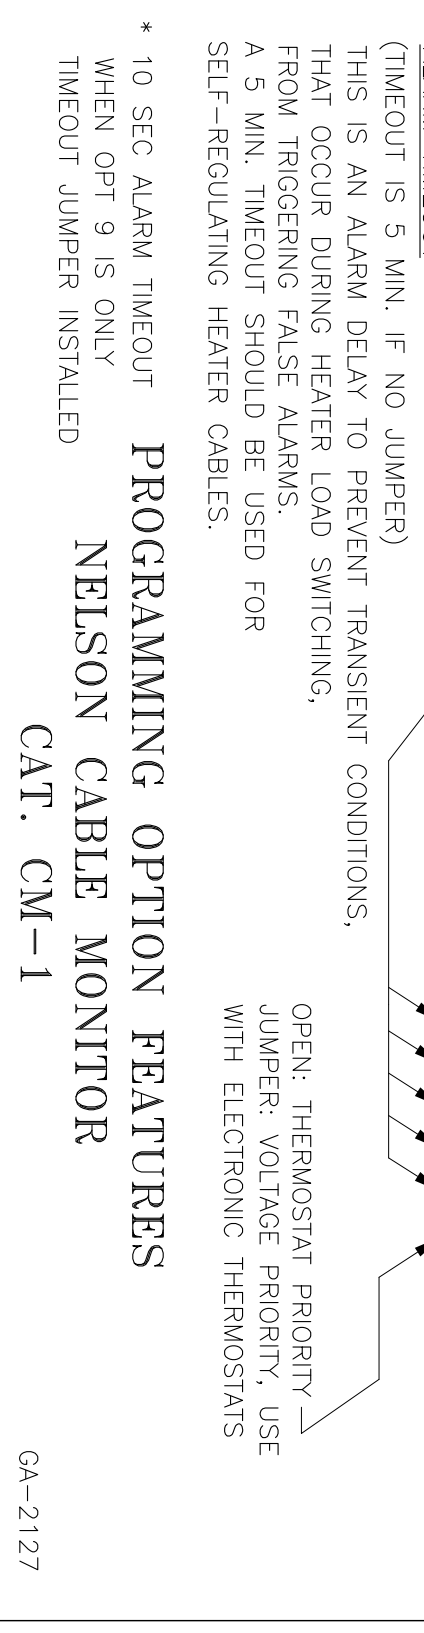 (TIMEOUT IS 5 MIN. IF NO JUMPER)
THIS IS AN ALARM DELAY TO PREVENT TRANSIENT CONDITIONS,
THAT OCCUR DURING HEATER LOAD SWITCHING,
FROM TRIGGERING FALSE ALARMS.
A 5 MIN. TIMEOUT SHOULD BE USED FOR
SELF-REGULATING HEATER CABLES.
OPEN: THERMOSTAT PRIORITY
JUMPER: VOLTAGE PRIORITY, USE
WITH ELECTRONIC THERMOSTATS
* 10 SEC ALARM TIMEOUT
WHEN OPT 9 IS ONLY
TIMEOUT JUMPER INSTALLED
PROGRAMMING OPTION FEATURES
NELSON CABLE MONITOR
CAT. CM-1
GA-2127